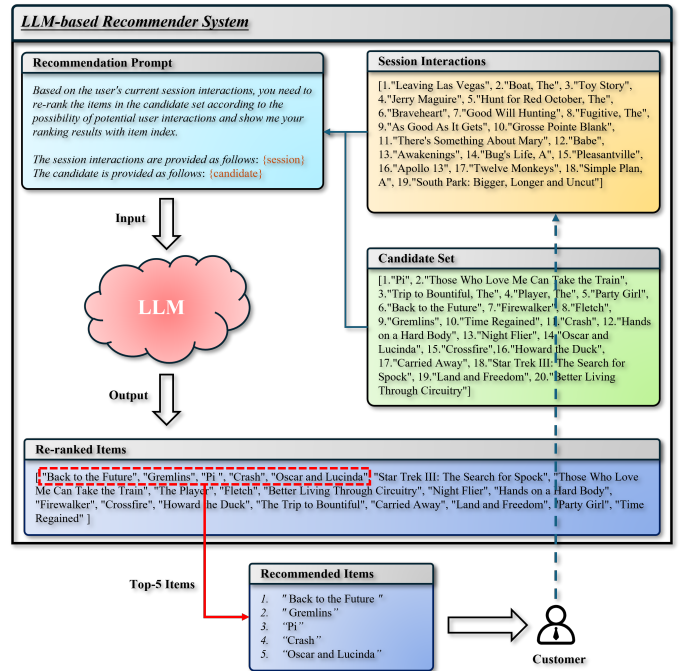 LLM-based Recommender System
Recommendation Prompt
Based on the user's current session interactions, you need to
re-rank the items in the candidate set according to the
possibility of potential user interactions and show me your
ranking results with item index.
The session interactions are provided as follows: {session}
The candidate is provided as follows: {candidate}
Session Interactions
[1."Leaving Las Vegas", 2."Boat, The", 3."Toy Story",
4."Jerry Maguire", 5."Hunt for Red October, The",
6."Braveheart", 7."Good Will Hunting", 8."Fugitive, The",
9."As Good As It Gets", 10."Grosse Pointe Blank",
11."There's Something About Mary", 12."Babe",
13."Awakenings", 14."Bug's Life, A", 15."Pleasantville",
16."Apollo 13", 17."Twelve Monkeys", 18."Simple Plan,
A", 19."South Park: Bigger, Longer and Uncut"]
Input
LLM
Output
Candidate Set
[1."Pi", 2."Those Who Love Me Can Take the Train",
3."Trip to Bountiful, The", 4."Player, The", 5."Party Girl",
6."Back to the Future", 7."Firewalker", 8."Fletch",
9."Gremlins", 10."Time Regained", 11."Crash", 12."Hands
on a Hard Body", 13."Night Flier", 14."Oscar and
Lucinda", 15."Crossfire",16."Howard the Duck",
17."Carried Away", 18."Star Trek III: The Search for
Spock", 19."Land and Freedom", 20."Better Living
Through Circuitry"]
Re-ranked Items
[ "Back to the Future", "Gremlins", "Pi ", "Crash", "Oscar and Lucinda", "Star Trek III: The Search for Spock", "Those Who Love
Me Can Take the Train", "The Player", "Fletch", "Better Living Through Circuitry", "Night Flier", "Hands on a Hard Body",
"Firewalker", "Crossfire", "Howard the Duck", "The Trip to Bountiful", "Carried Away", "Land and Freedom", "Party Girl", "Time
Regained" ]
Top-5 Items
Recommended Items
1. "Back to the Future "
2. "Gremlins"
3. "Pi"
4. "Crash"
5. "Oscar and Lucinda"
Customer